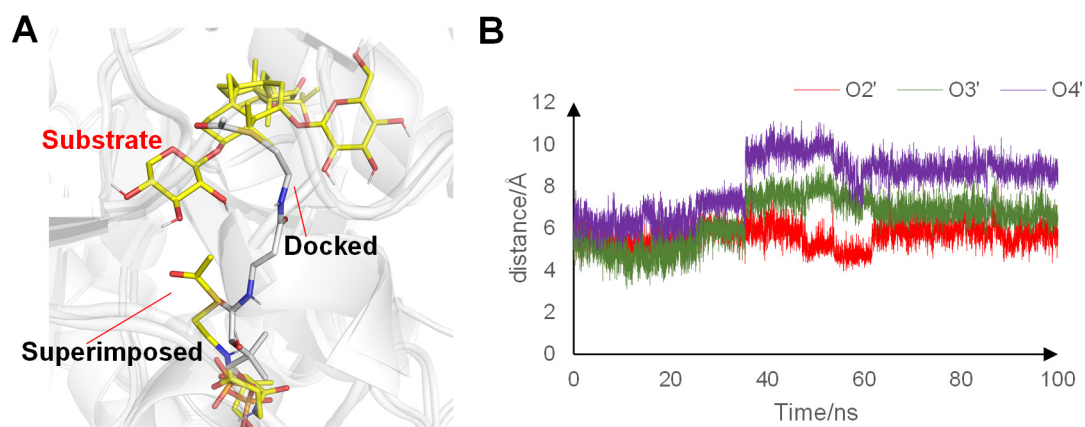 A
Substrate
Docked
Superimposed
B
O2' O3' O4'
12
10
8
6
4
2
0
distance/Å
0 20 40 60 80 100
Time/ns